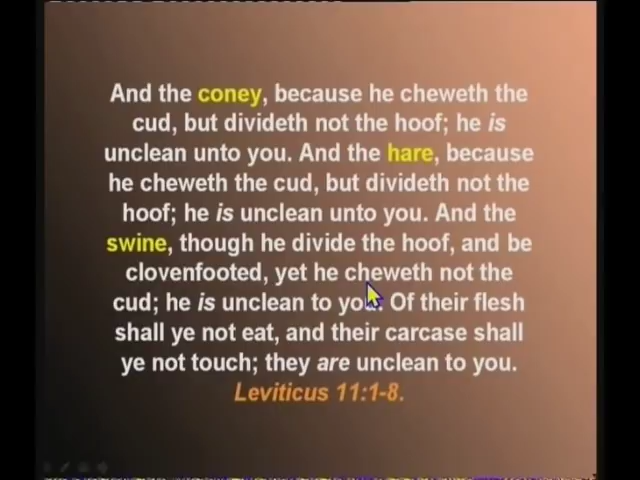 And the coney, because he cheweth the
cud, but divideth not the hoof; he is
unclean unto you. And the hare, because
he cheweth the cud, but divideth not the
hoof; he is unclean unto you. And the
swine, though he divide the hoof, and be
clovenfooted, yet he cheweth not the
cud; he is unclean to you. Of their flesh
shall ye not eat, and their carcase shall
ye not touch; they are unclean to you.
Leviticus 11:1-8.